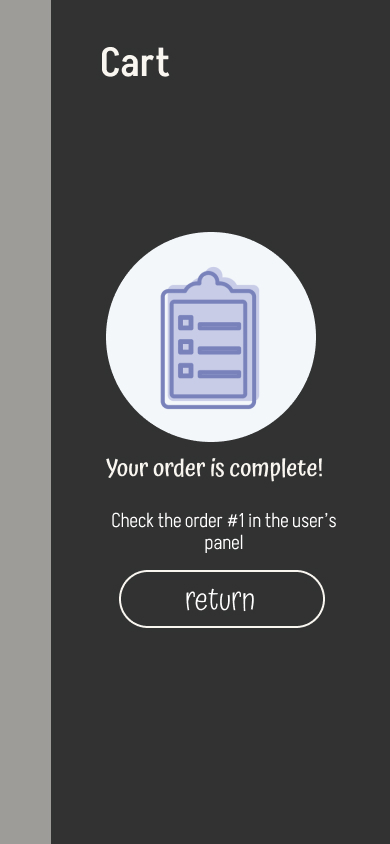 Cart
Your order is complete!
Check the order #1 in the user's
panel
return